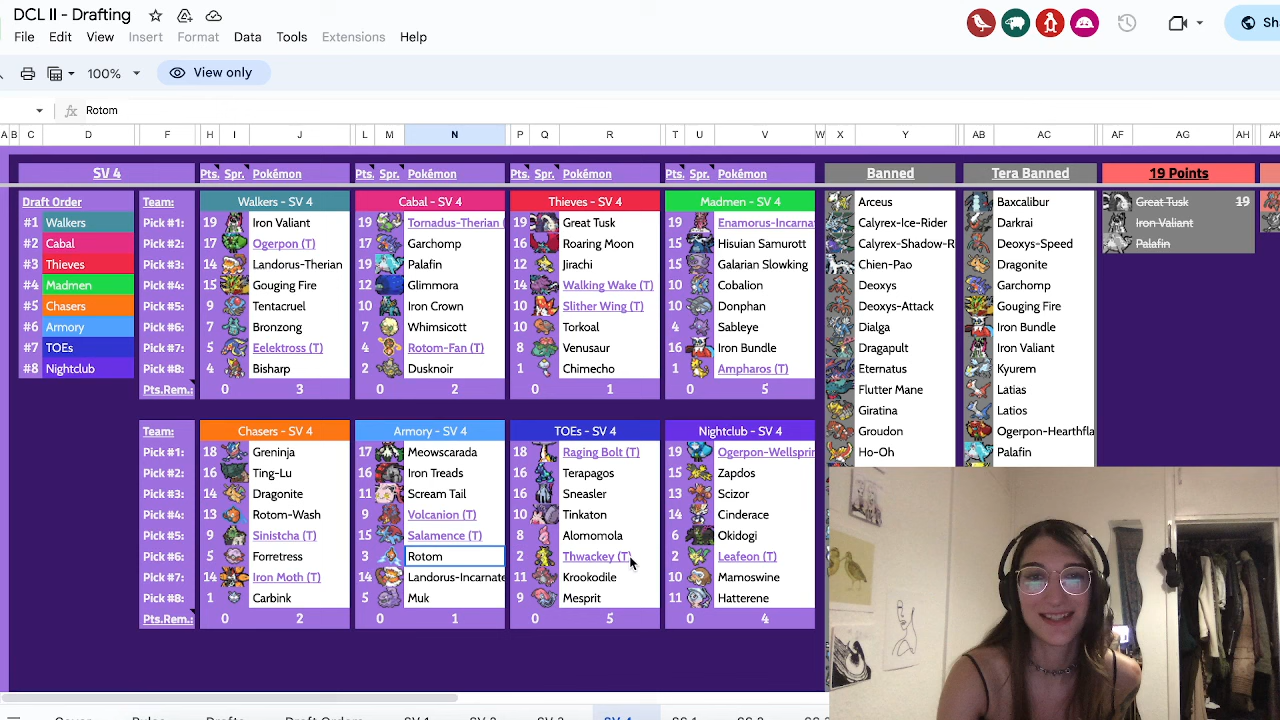 DCL II - Drafting
File Edit View Insert Format Data Tools Extensions Help
100% View only
Rotom
A B C D F H I J L M N P Q R T U V W X Y AB AC AF AG AH AK
SV 4 Pts. Spr. Pokémon Pts. Spr. Pokémon Pts. Spr. Pokémon Pts. Spr. Pokémon Banned Tera Banned 19 Points
Draft Order Team: Walkers - SV 4 Cabal - SV 4 Thieves - SV 4 Madmen - SV 4 Arceus Baxcalibur Great Tusk 19
#1 Walkers Pick #1: 19 Iron Valiant 19 Tornadus-Therian ( 19 Great Tusk 19 Enamorus-Incarna Calyrex-Ice-Rider Darkrai Iron Valiant
#2 Cabal Pick #2: 17 Ogerpon (T) 17 Garchomp 16 Roaring Moon 15 Hisuian Samurott Calyrex-Shadow-R Deoxys-Speed Palafin
#3 Thieves Pick #3: 14 Landorus-Therian 19 Palafin 12 Jirachi 15 Galarian Slowking Chien-Pao Dragonite
#4 Madmen Pick #4: 15 Gouging Fire 12 Glimmora 14 Walking Wake (T) 10 Cobalion Deoxys Garchomp
#5 Chasers Pick #5: 9 Tentacruel 10 Iron Crown 10 Slither Wing (T) 10 Donphan Deoxys-Attack Gouging Fire
#6 Armory Pick #6: 7 Bronzong 7 Whimsicott 10 Torkoal 4 Sableye Dialga Iron Bundle
#7 TOEs Pick #7: 5 Eelektross (T) 4 Rotom-Fan (T) 8 Venusaur 16 Iron Bundle Dragapult Iron Valiant
#8 Nightclub Pick #8: 4 Bisharp 2 Dusknoir 1 Chimecho 1 Ampharos (T) Eternatus Kyurem
Pts.Rem.: 0 3 0 2 0 1 0 5 Flutter Mane Latias
Giratina Latios
Team: Chasers - SV 4 Armory - SV 4 TOEs - SV 4 Nightclub - SV 4 Groudon Ogerpon-Hearthfla
Pick #1: 18 Greninja 17 Meowscarada 18 Raging Bolt (T) 19 Ogerpon-Wellsprin Ho-Oh Palafin
Pick #2: 16 Ting-Lu 16 Iron Treads 16 Terapagos 15 Zapdos
Pick #3: 14 Dragonite 11 Scream Tail 16 Sneasler 13 Scizor
Pick #4: 13 Rotom-Wash 9 Volcanion (T) 10 Tinkaton 14 Cinderace
Pick #5: 9 Sinistcha (T) 15 Salamence (T) 8 Alomomola 6 Okidogi
Pick #6: 5 Forretress 3 Rotom 2 Thwackey (T) 2 Leafeon (T)
Pick #7: 14 Iron Moth (T) 14 Landorus-Incarnate 11 Krookodile 10 Mamoswine
Pick #8: 1 Carbink 5 Muk 9 Mesprit 11 Hatterene
Pts.Rem.: 0 2 0 1 0 5 0 4